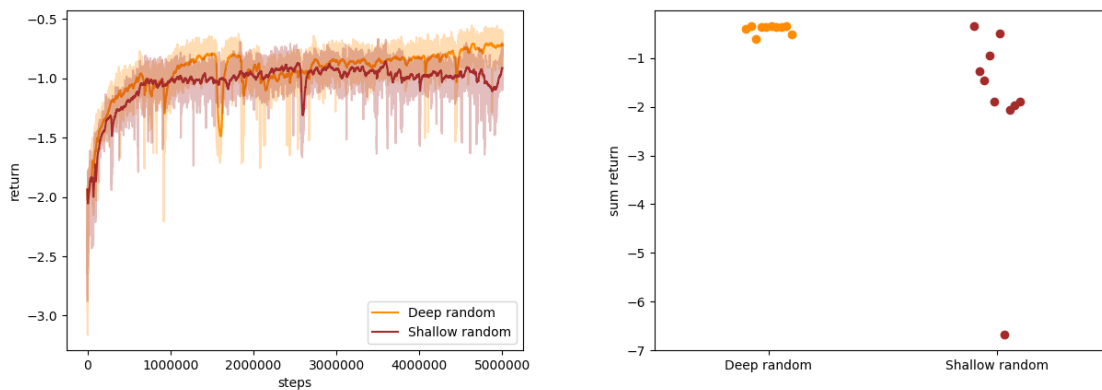 −0.5
−1.0
−1.5
−2.0
−2.5
−3.0
return
0 1000000 2000000 3000000 4000000 5000000
steps
Deep random
Shallow random
−1
−2
−3
−4
−5
−6
−7
sum return
Deep random Shallow random